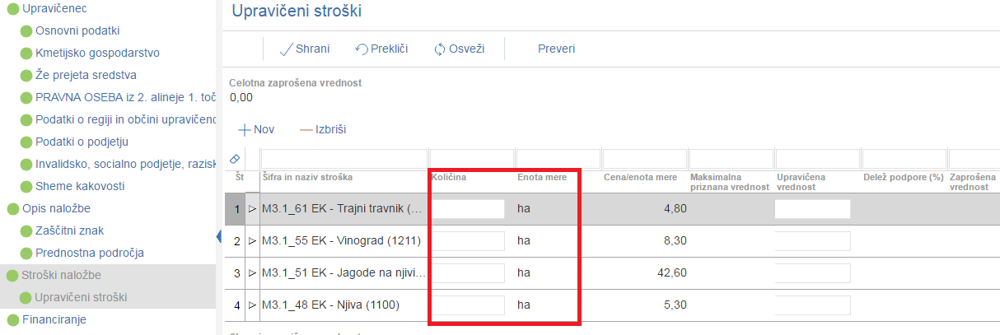 Upravičenec
Osnovni podatki
Kmetijsko gospodarstvo
Že prejeta sredstva
PRAVNA OSEBA iz 2. alineje 1. toč
Podatki o regiji in občini upravičenc
Podatki o podjetju
Invalidsko, socialno podjetje, razisk
Sheme kakovosti
Opis naložbe
Zaščitni znak
Prednostna področja
Stroški naložbe
Upravičeni stroški
Financiranje
Upravičeni stroški
Shrani Prekliči Osveži Preveri
Celotna zaprošena vrednost
0,00
Nov Izbriši
Št Šifra in naziv stroška Količina Enota mere Cena/enota mere Maksimalna priznana vrednost Upravičena vrednost Delež podpore (%) Zaprošena vrednost
1 M3.1_61 EK - Trajni travnik (... ha 4,80
2 M3.1_55 EK - Vinograd (1211) ha 8,30
3 M3.1_51 EK - Jagode na njivi... ha 42,60
4 M3.1_48 EK - Njiva (1100) ha 5,30